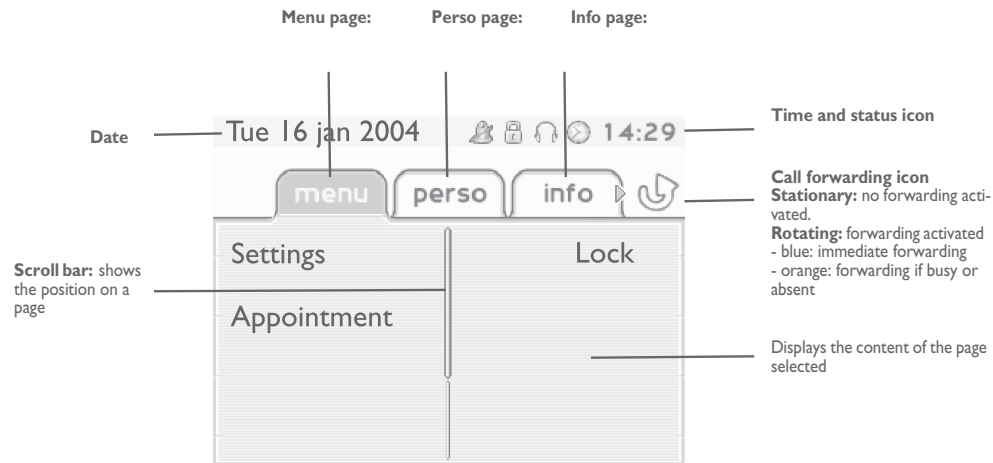 Menu page: Perso page: Info page:
Date
Tue 16 jan 2004 14:29
Time and status icon
menu perso info
Call forwarding icon
Stationary: no forwarding acti-
vated.
Rotating: forwarding activated
- blue: immediate forwarding
- orange: forwarding if busy or
absent
Settings Lock
Scroll bar: shows
the position on a
page
Appointment
Displays the content of the page
selected